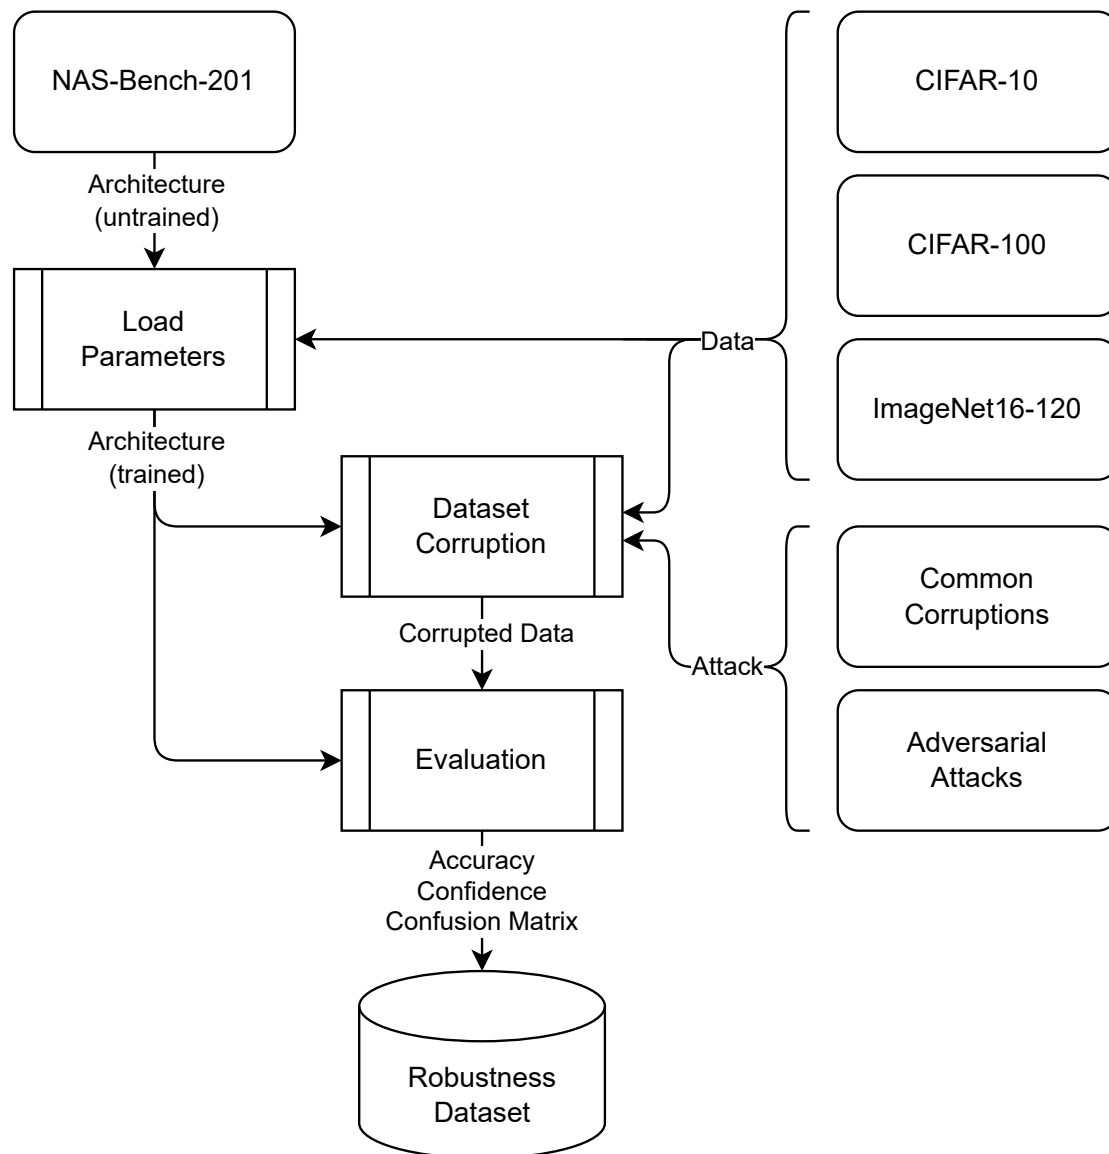 NAS-Bench-201
CIFAR-10
Architecture
(untrained)
CIFAR-100
Load
Parameters
Data
ImageNet16-120
Architecture
(trained)
Dataset
Corruption
Common
Corruptions
Corrupted Data
Attack
Evaluation
Adversarial
Attacks
Accuracy
Confidence
Confusion Matrix
Robustness
Dataset